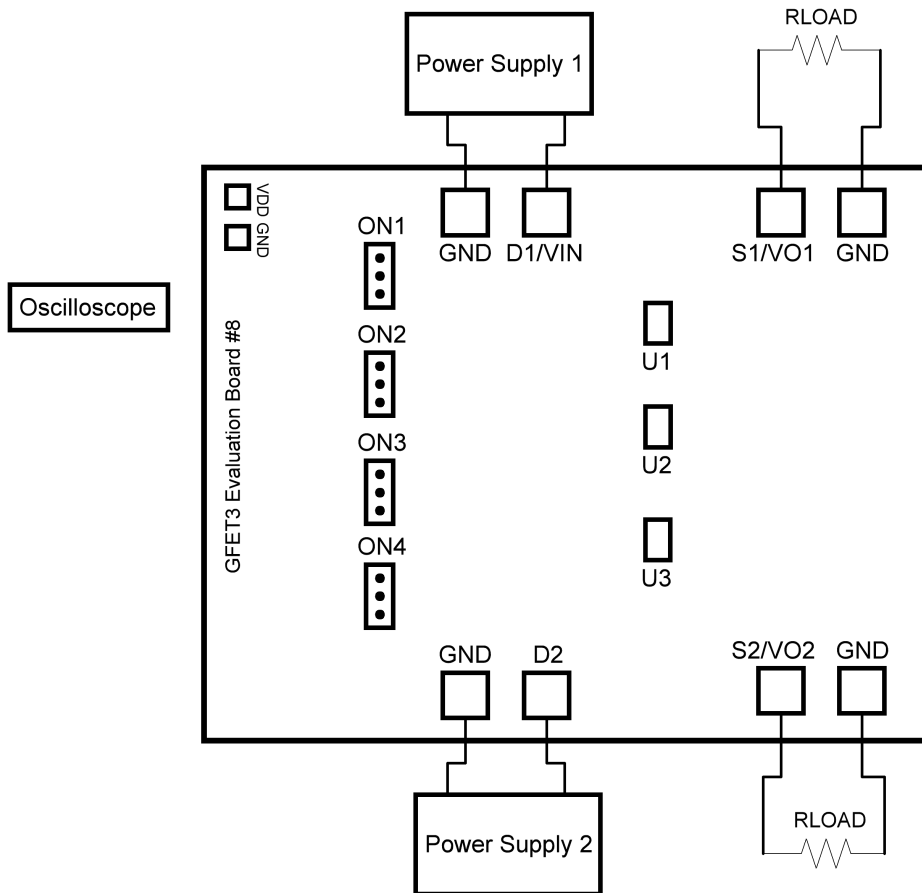 RLOAD
Power Supply 1
VDD GND
ON1
GND D1/VIN
S1/VO1 GND
Oscilloscope
ON2
U1
GFET3 Evaluation Board #8
ON3
U2
ON4
U3
GND D2
S2/VO2 GND
RLOAD
Power Supply 2